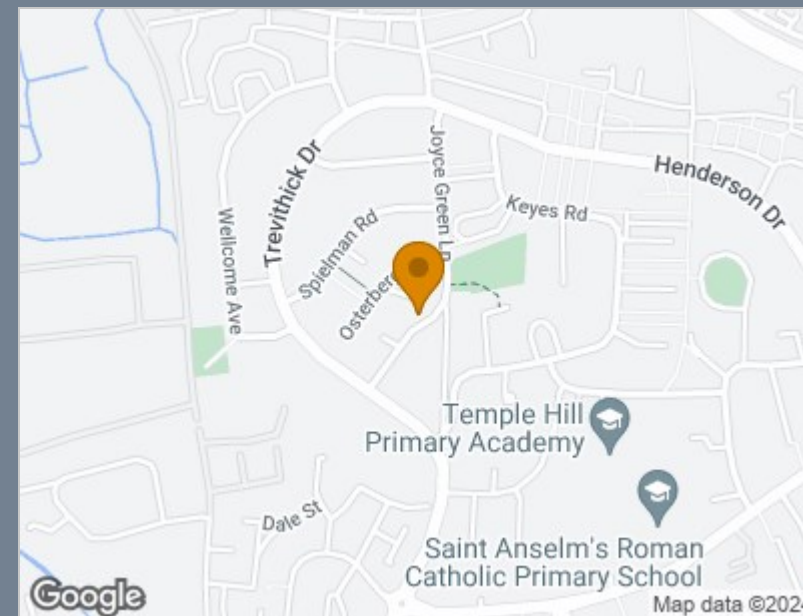 Trevithick Dr
Joyce Green Ln
Henderson Dr
Keyes Rd
Wellcome Ave
Spielman Rd
Temple Hill
Primary Academy
Dale St
Saint Anselm's Roman
Catholic Primary School
Google